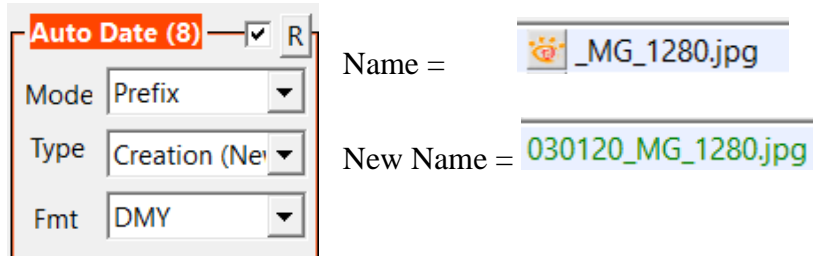 Auto Date (8) R
Mode Prefix
Type Creation (Ne
Fmt DMY
Name = _MG_1280.jpg
New Name = 030120_MG_1280.jpg